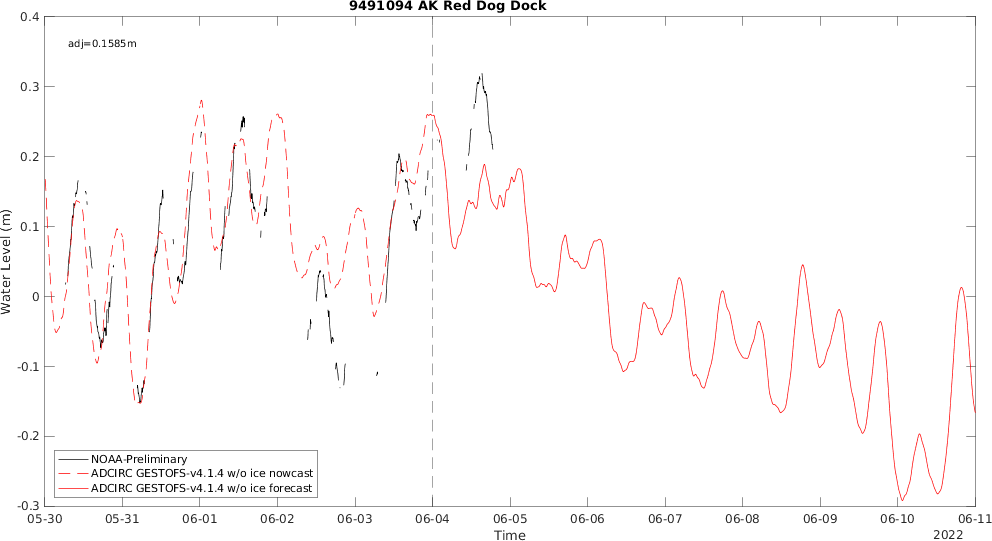 9491094 AK Red Dog Dock
adj=0.1585m
0.4
0.3
0.2
0.1
0
-0.1
-0.2
-0.3
Water Level (m)
NOAA-Preliminary
ADCIRC GESTOFS-v4.1.4 w/o ice nowcast
ADCIRC GESTOFS-v4.1.4 w/o ice forecast
05-30 05-31 06-01 06-02 06-03 06-04 06-05 06-06 06-07 06-08 06-09 06-10 06-11
Time
2022